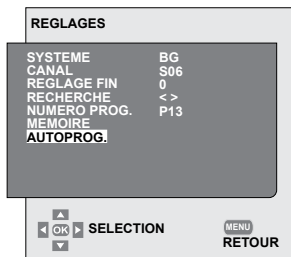 REGLAGES
SYSTEME BG
CANAL S06
REGLAGE FIN 0
RECHERCHE < >
NUMERO PROG. P13
MEMOIRE
AUTOPROG.
OK SELECTION MENU
RETOUR